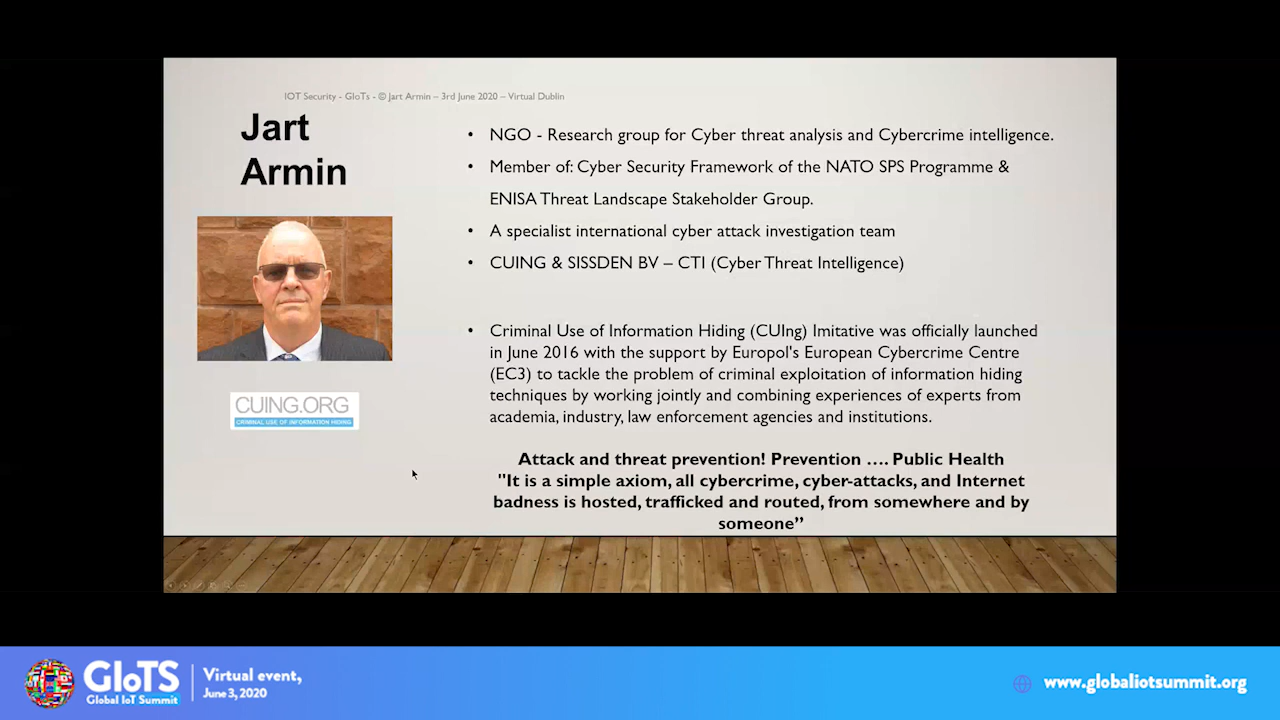 IOT Security - GIoTs - © Jart Armin – 3rd June 2020 – Virtual Dublin
Jart
Armin
• NGO - Research group for Cyber threat analysis and Cybercrime intelligence.
• Member of: Cyber Security Framework of the NATO SPS Programme &
ENISA Threat Landscape Stakeholder Group.
• A specialist international cyber attack investigation team
• CUING & SISSDEN BV – CTI (Cyber Threat Intelligence)
• Criminal Use of Information Hiding (CUIng) Imitative was officially launched
in June 2016 with the support by Europol's European Cybercrime Centre
(EC3) to tackle the problem of criminal exploitation of information hiding
techniques by working jointly and combining experiences of experts from
academia, industry, law enforcement agencies and institutions.
Attack and threat prevention! Prevention …. Public Health
"It is a simple axiom, all cybercrime, cyber-attacks, and Internet
badness is hosted, trafficked and routed, from somewhere and by
someone”
CUING.ORG
CRIMINAL USE OF INFORMATION HIDING
GIoTS
Global IoT Summit
Virtual event,
June 3, 2020
www.globaliotsummit.org